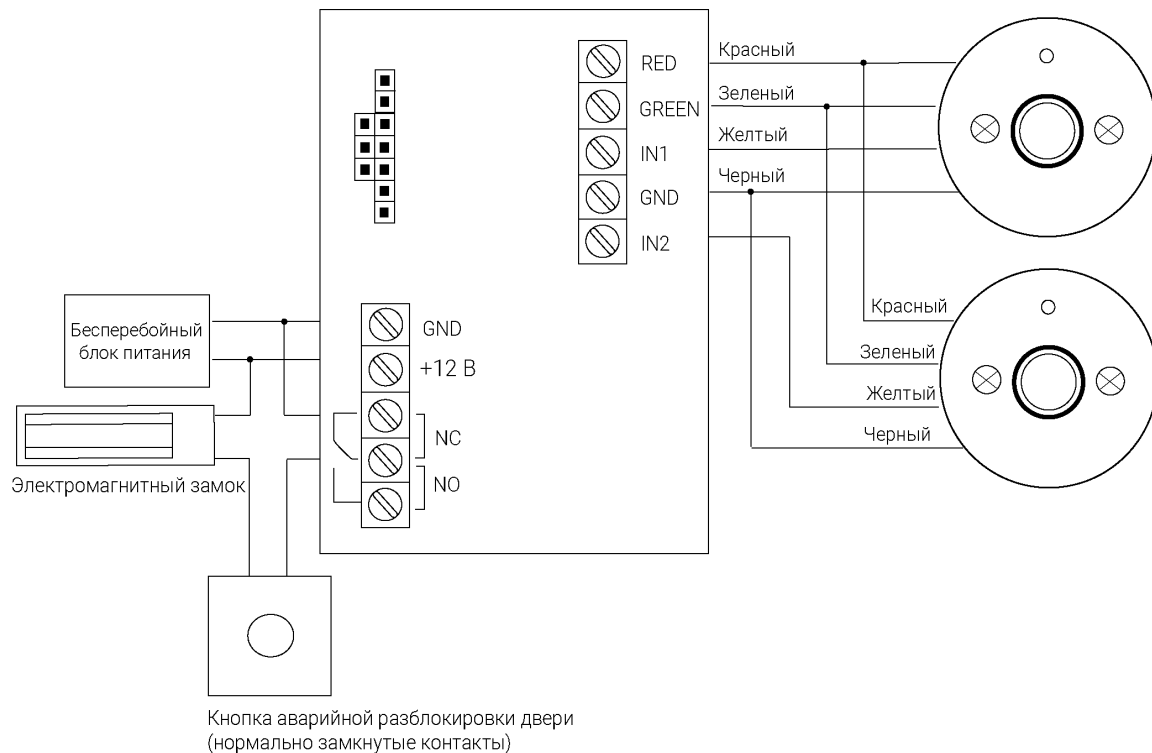 RED
GREEN
IN1
GND
IN2
Красный
Зеленый
Желтый
Черный
Красный
Зеленый
Желтый
Черный
Бесперебойный
блок питания
GND
+12 В
NC
NO
Электромагнитный замок
Кнопка аварийной разблокировки двери
(нормально замкнутые контакты)